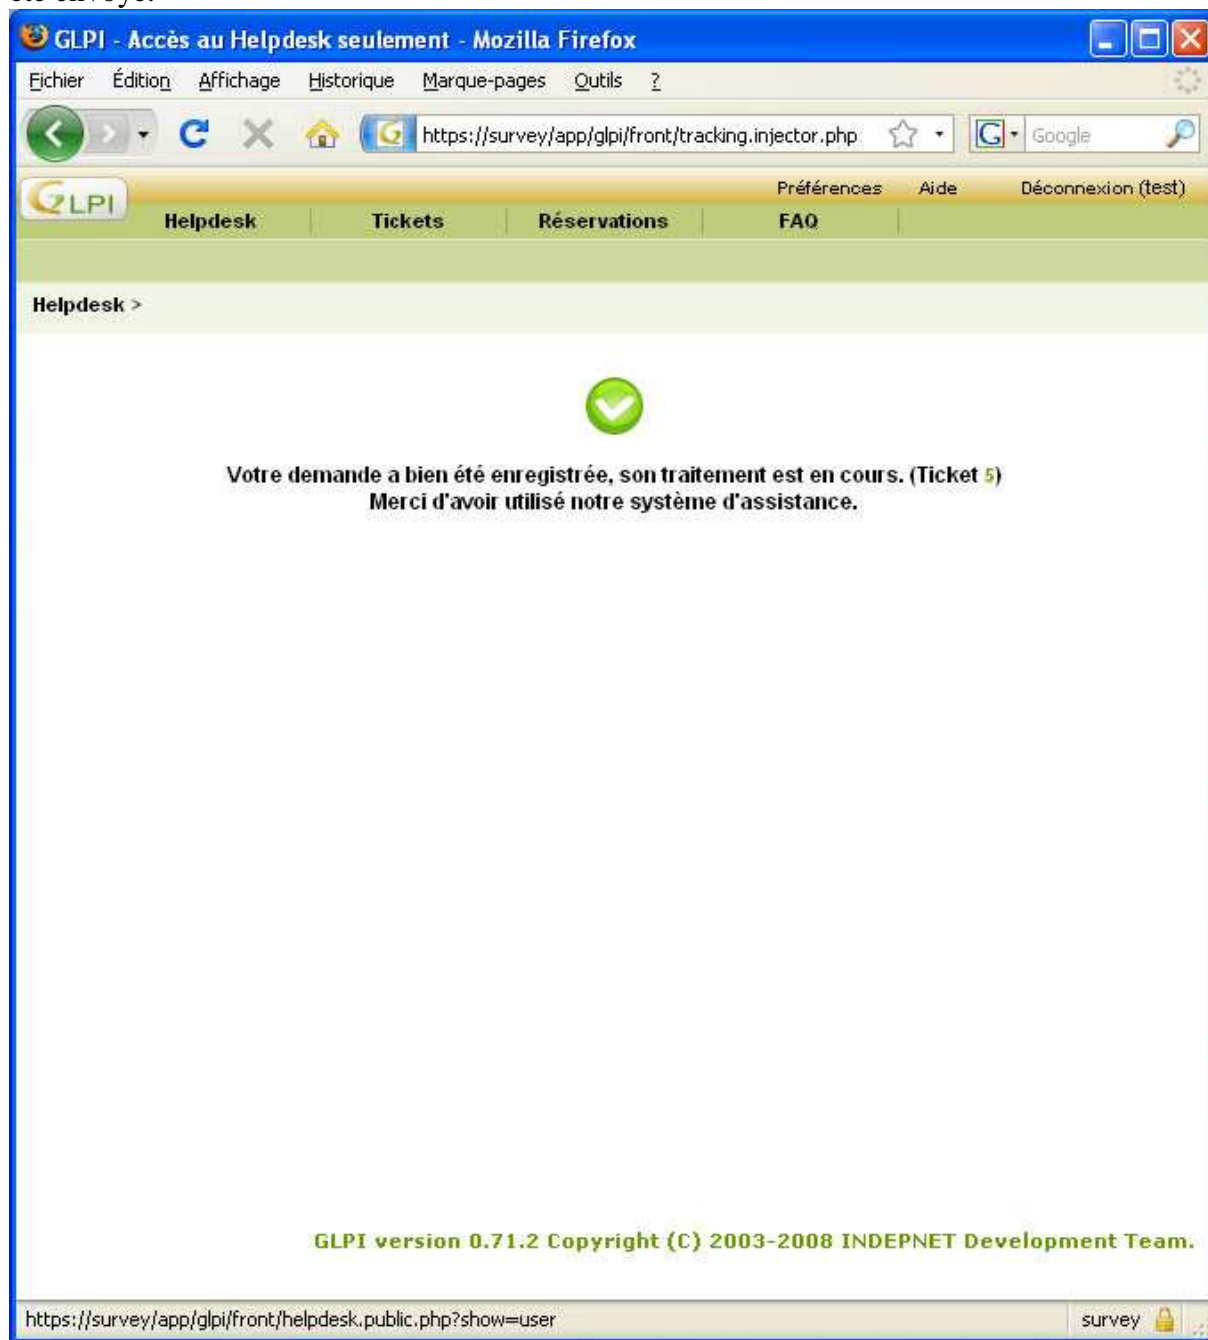 été envoyé.
GLPI - Accès au Helpdesk seulement - Mozilla Firefox
Fichier Édition Affichage Historique Marque-pages Outils ?
https://survey/app/glpi/front/tracking.injector.php Google
GLPI
Préférences Aide Déconnexion (test)
Helpdesk Tickets Réservations FAQ
Helpdesk >
Votre demande a bien été enregistrée, son traitement est en cours. (Ticket 5)
Merci d'avoir utilisé notre système d'assistance.
GLPI version 0.71.2 Copyright (C) 2003-2008 INDEPNET Development Team.
https://survey/app/glpi/front/helpdesk.public.php?show=user survey